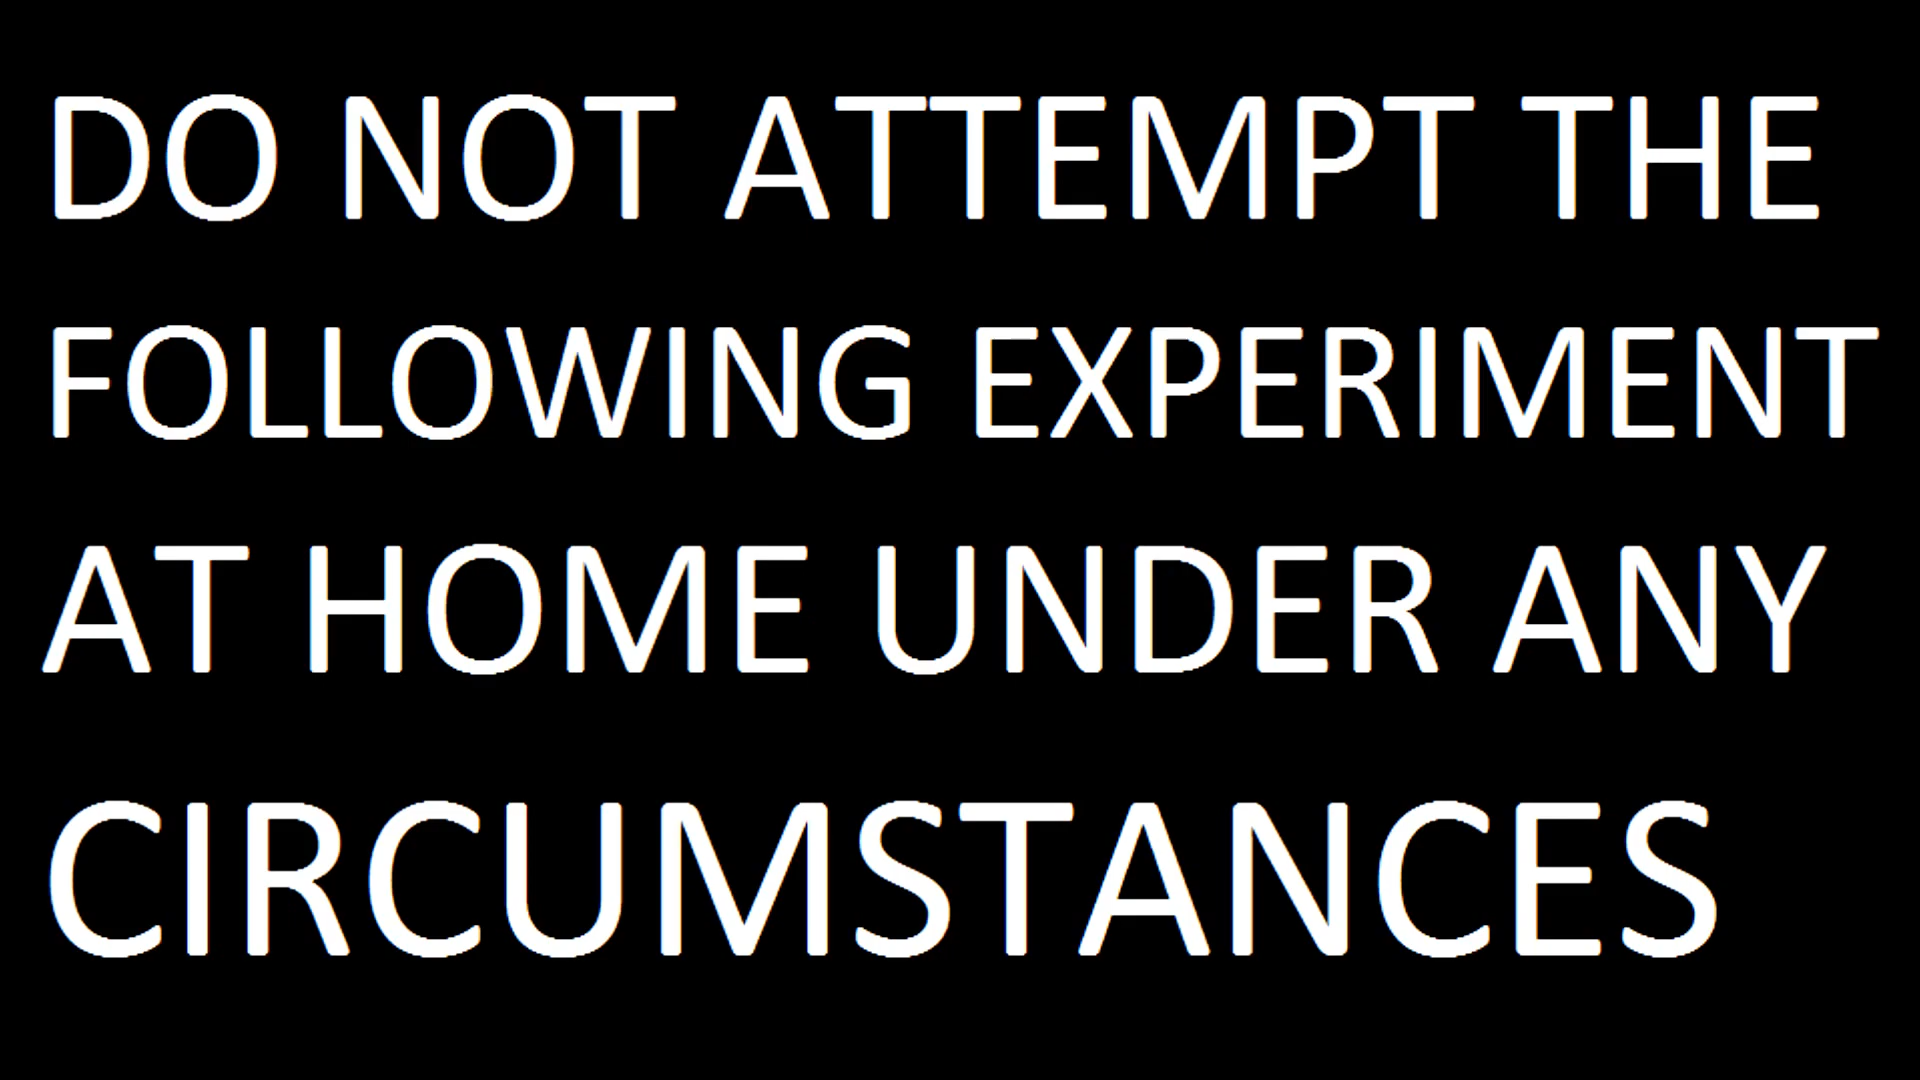 DO NOT ATTEMPT THE
FOLLOWING EXPERIMENT
AT HOME UNDER ANY
CIRCUMSTANCES